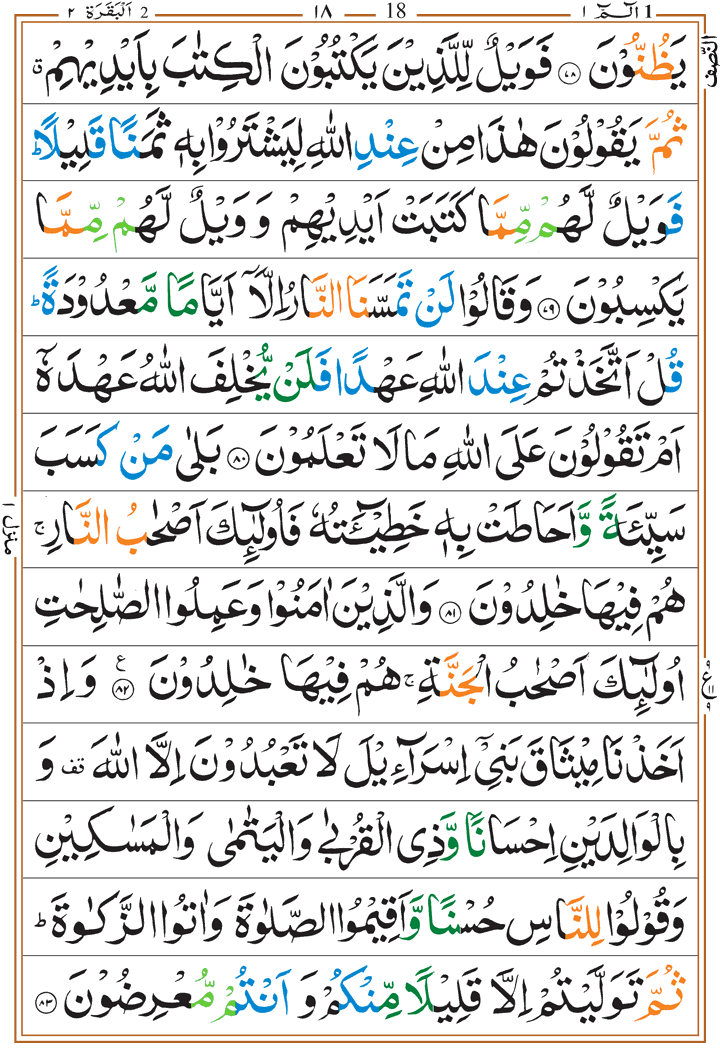 1 الٓمّٓ ١ 18 ١٨ 2 اَلْبَقَرَة ٢
النّصف
يَظُنُّوْنَ ۝٧٨ فَوَيْلٌ لِّلَّذِيْنَ يَكْتُبُوْنَ الْكِتٰبَ بِاَيْدِيْهِمْ ۗق
ثُمَّ يَقُوْلُوْنَ هٰذَا مِنْ عِنْدِ اللّٰهِ لِيَشْتَرُوْا بِهٖ ثَمَنًا قَلِيْلًا ؕ
فَوَيْلٌ لَّهُمْ مِّمَّا كَتَبَتْ اَيْدِيْهِمْ وَ وَيْلٌ لَّهُمْ مِّمَّا
يَكْسِبُوْنَ ۝٧٩ وَقَالُوْا لَنْ تَمَسَّنَا النَّارُ اِلَّاۤ اَيَّامًا مَّعْدُوْدَةً ؕ
قُلْ اَتَّخَذْتُمْ عِنْدَ اللّٰهِ عَهْدًا فَلَنْ يُّخْلِفَ اللّٰهُ عَهْدَهٗۤ
اَمْ تَقُوْلُوْنَ عَلَى اللّٰهِ مَا لَا تَعْلَمُوْنَ ۝٨٠ بَلٰى مَنْ كَسَبَ
سَيِّئَةً وَّاَحَاطَتْ بِهٖ خَطِيْٓـَٔتُهٗ فَاُولٰٓئِكَ اَصْحٰبُ النَّارِ ۚ
منزل ١
هُمْ فِيْهَا خٰلِدُوْنَ ۝٨١ وَالَّذِيْنَ اٰمَنُوْا وَعَمِلُوا الصّٰلِحٰتِ
اُولٰٓئِكَ اَصْحٰبُ الْجَنَّةِ ۚ هُمْ فِيْهَا خٰلِدُوْنَ ۝٨٢ ع وَاِذْ
اَخَذْنَا مِيْثَاقَ بَنِيْۤ اِسْرَآءِيْلَ لَا تَعْبُدُوْنَ اِلَّا اللّٰهَ قف وَ
بِالْوَالِدَيْنِ اِحْسَانًا وَّذِى الْقُرْبٰى وَالْيَتٰمٰى وَالْمَسٰكِيْنِ
وَقُوْلُوْا لِلنَّاسِ حُسْنًا وَّاَقِيْمُوا الصَّلٰوةَ وَاٰتُوا الزَّكٰوةَ ؕ
ثُمَّ تَوَلَّيْتُمْ اِلَّا قَلِيْلًا مِّنْكُمْ وَ اَنْتُمْ مُّعْرِضُوْنَ ۝٨٣